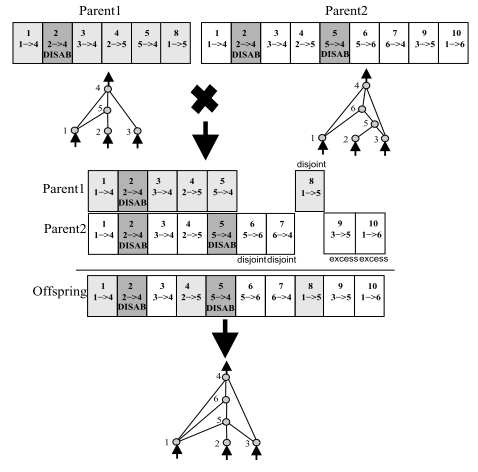 Parent1 Parent2
1 2 3 4 5 8 1 2 3 4 5 6 7 9 10
1->4 2->4 3->4 2->5 5->4 1->5 1->4 2->4 3->4 2->5 5->4 5->6 6->4 3->5 1->6
DISAB DISAB DISAB
4 4
5 6
5
1 2 3 1 2 3
disjoint
Parent1 1 2 3 4 5 8
1->4 2->4 3->4 2->5 5->4 1->5
DISAB
Parent2 1 2 3 4 5 6 7 9 10
1->4 2->4 3->4 2->5 5->4 5->6 6->4 3->5 1->6
DISAB DISAB
disjoint disjoint excess excess
Offspring 1 2 3 4 5 6 7 8 9 10
1->4 2->4 3->4 2->5 5->4 5->6 6->4 1->5 3->5 1->6
DISAB DISAB
4
6
5
1 2 3